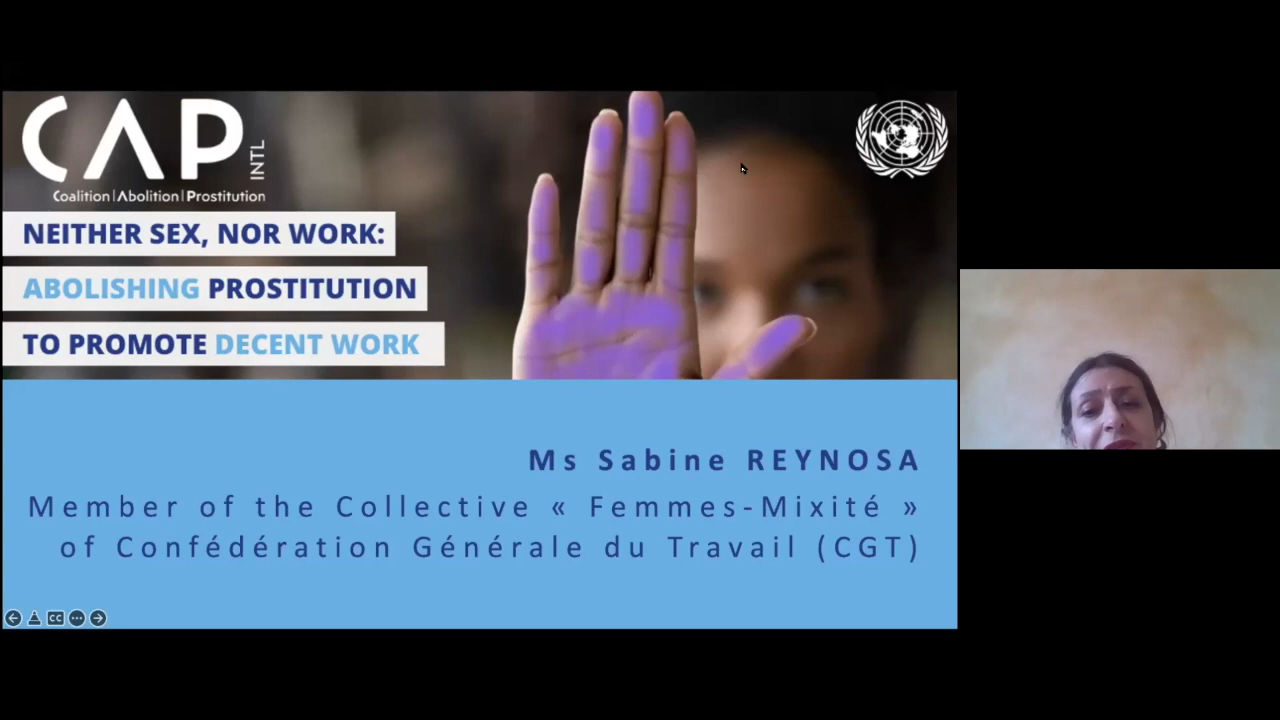 CAP INTL
Coalition | Abolition | Prostitution
NEITHER SEX, NOR WORK:
ABOLISHING PROSTITUTION
TO PROMOTE DECENT WORK
Ms Sabine REYNOSA
Member of the Collective « Femmes-Mixité »
of Confédération Générale du Travail (CGT)
CC